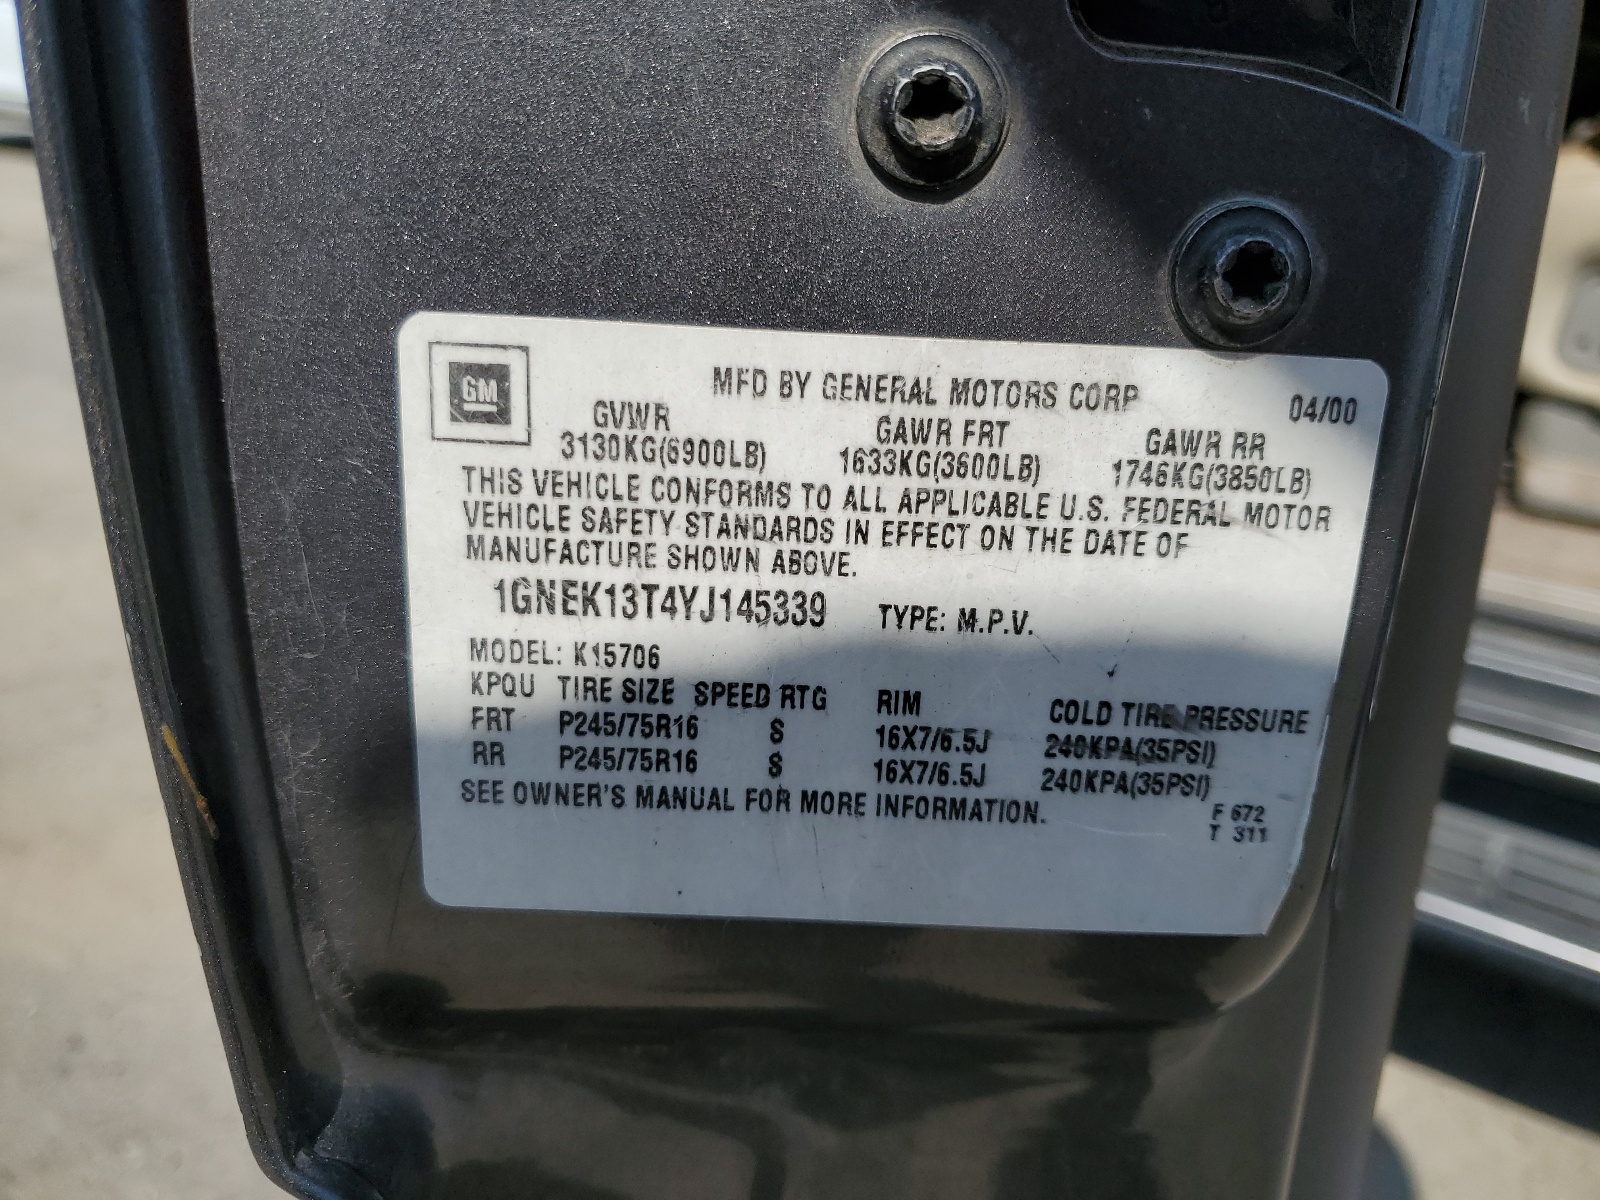 GM
MFD BY GENERAL MOTORS CORP 04/00
GVWR GAWR FRT GAWR RR
3130KG(6900LB) 1633KG(3600LB) 1746KG(3850LB)
THIS VEHICLE CONFORMS TO ALL APPLICABLE U.S. FEDERAL MOTOR
VEHICLE SAFETY STANDARDS IN EFFECT ON THE DATE OF
MANUFACTURE SHOWN ABOVE.
1GNEK13T4YJ145339 TYPE: M.P.V.
MODEL: K15706
KPQU TIRE SIZE SPEED RTG RIM COLD TIRE PRESSURE
FRT P245/75R16 S 16X7/6.5J 240KPA(35PSI)
RR P245/75R16 S 16X7/6.5J 240KPA(35PSI)
SEE OWNER'S MANUAL FOR MORE INFORMATION.
F 672
T 311